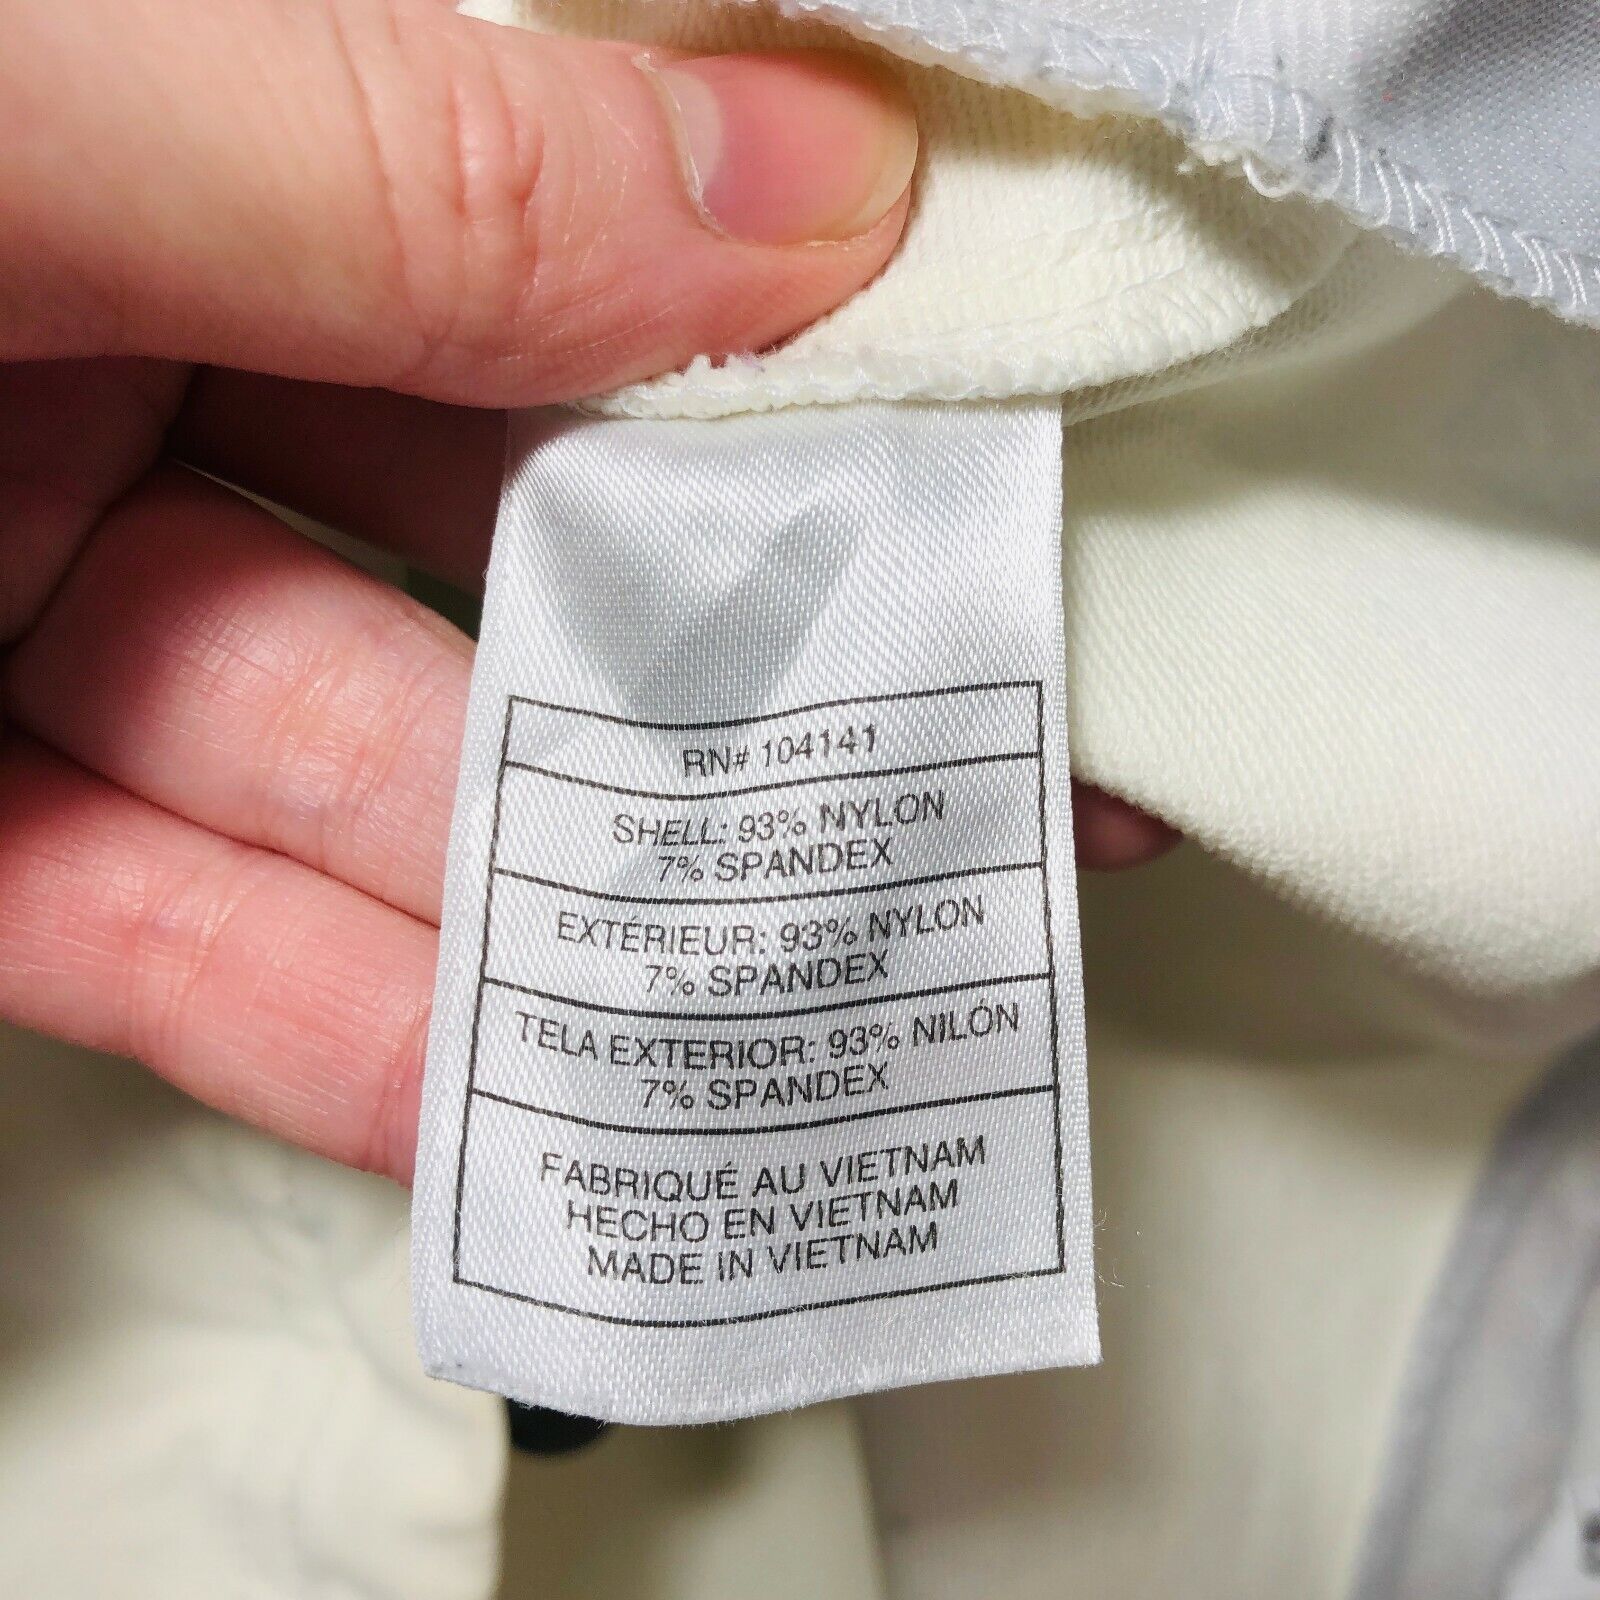 RN# 104141
SHELL: 93% NYLON
7% SPANDEX
EXTÉRIEUR: 93% NYLON
7% SPANDEX
TELA EXTERIOR: 93% NILÓN
7% SPANDEX
FABRIQUÉ AU VIETNAM
HECHO EN VIETNAM
MADE IN VIETNAM